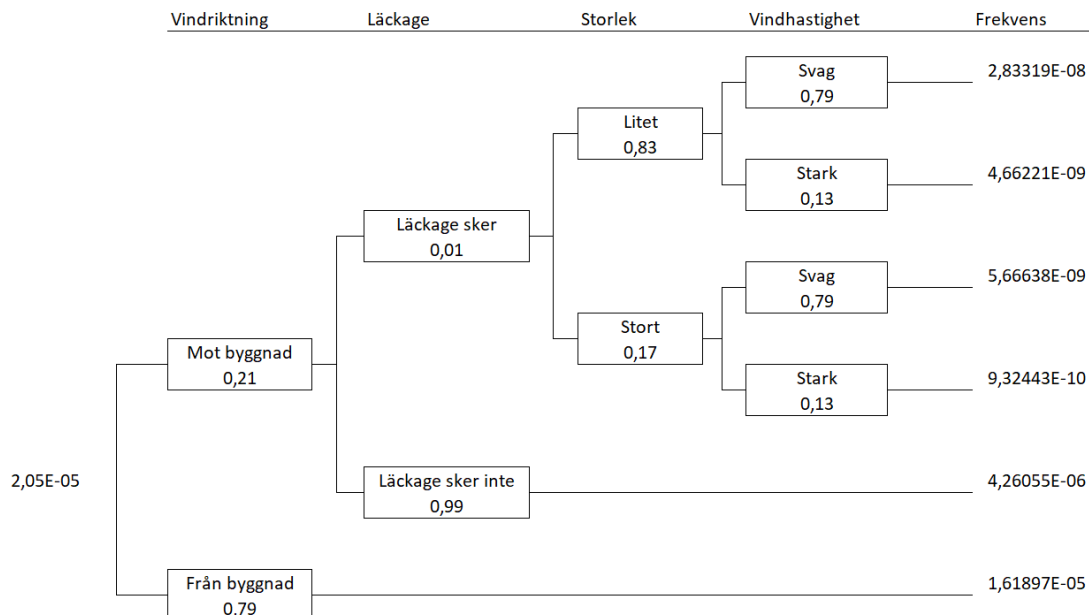 Vindriktning Läckage Storlek Vindhastighet Frekvens
Svag
0,79
2,83319E-08
Litet
0,83
Stark
0,13
4,66221E-09
Läckage sker
0,01
Svag
0,79
5,66638E-09
Stort
0,17
Mot byggnad
0,21
Stark
0,13
9,32443E-10
2,05E-05
Läckage sker inte
0,99
4,26055E-06
Från byggnad
0,79
1,61897E-05